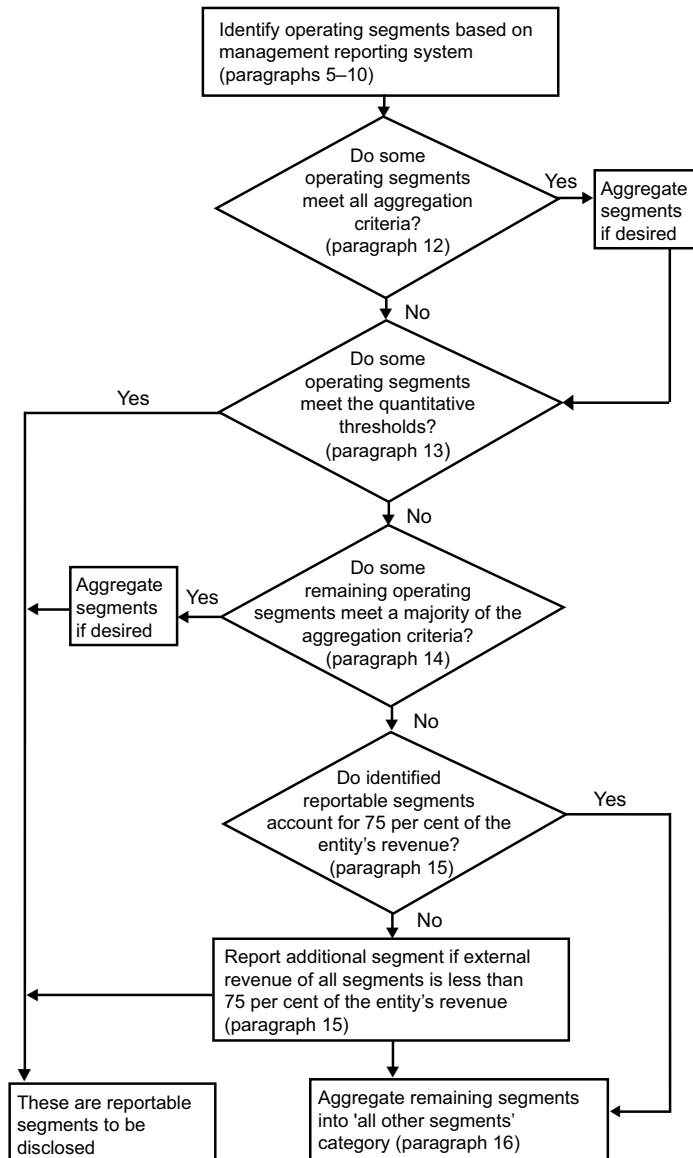 Identify operating segments based on
management reporting system
(paragraphs 5–10)
Do some
operating segments
meet all aggregation
criteria?
(paragraph 12)
Yes
Aggregate
segments
if desired
No
Do some
operating segments
meet the quantitative
thresholds?
(paragraph 13)
Yes
No
Do some
remaining operating
segments meet a majority of the
aggregation criteria?
(paragraph 14)
Yes
Aggregate
segments
if desired
No
Do identified
reportable segments
account for 75 per cent of the
entity’s revenue?
(paragraph 15)
Yes
No
Report additional segment if external
revenue of all segments is less than
75 per cent of the entity’s revenue
(paragraph 15)
These are reportable
segments to be
disclosed
Aggregate remaining segments
into 'all other segments’
category (paragraph 16)